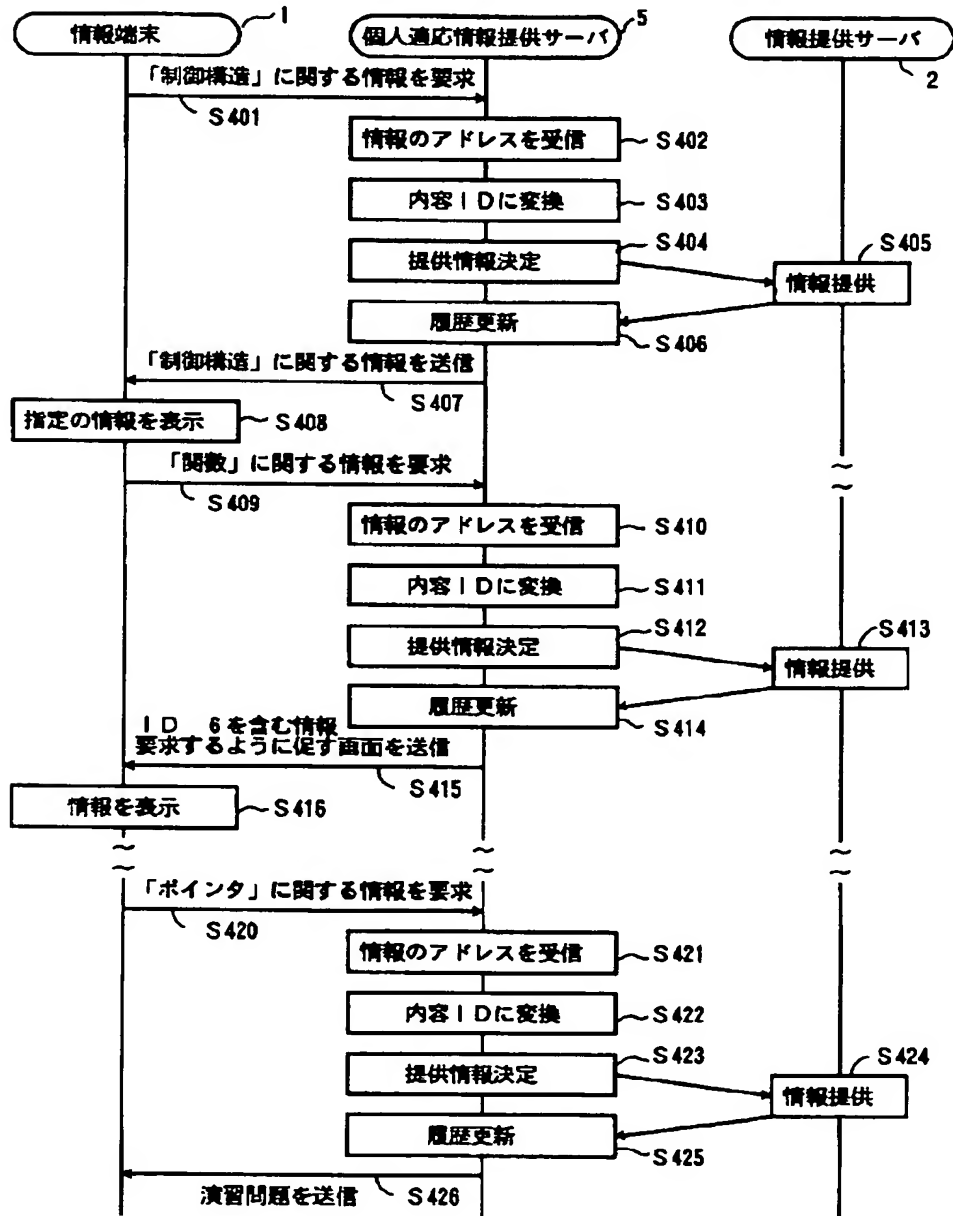 情報端末
1
個人適応情報提供サーバ
5
情報提供サーバ
2
「制御構造」に関する情報を要求
S401
情報のアドレスを受信
S402
内容IDに変換
S403
提供情報決定
S404
情報提供
S405
履歴更新
S406
「制御構造」に関する情報を送信
S407
指定の情報を表示
S408
「関数」に関する情報を要求
S409
情報のアドレスを受信
S410
内容IDに変換
S411
提供情報決定
S412
情報提供
S413
履歴更新
S414
ID 6を含む情報
要求するように促す画面を送信
S415
情報を表示
S416
「ポインタ」に関する情報を要求
S420
情報のアドレスを受信
S421
内容IDに変換
S422
提供情報決定
S423
情報提供
S424
履歴更新
S425
演習問題を送信
S426